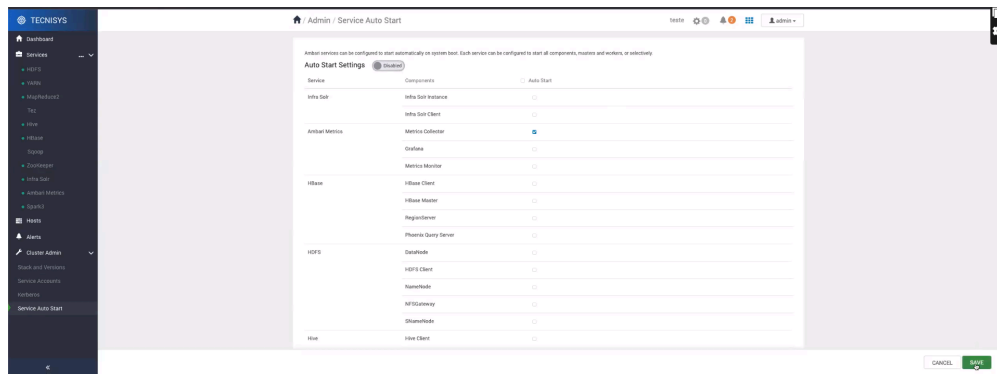 TECNISYS
/ Admin / Service Auto Start
teste
admin
Dashboard
Services
...
HDFS
YARN
MapReduce2
Tez
Hive
HBase
Sqoop
ZooKeeper
Infra Solr
Ambari Metrics
Spark2
Hosts
Alerts
Cluster Admin
Stack and Versions
Service Accounts
Kerberos
Service Auto Start
«
Ambari services can be configured to start automatically on system boot. Each service can be configured to start all components, masters and workers, or selectively.
Auto Start Settings Disabled
Service Components Auto Start
Infra Solr Infra Solr Instance
Infra Solr Client
Ambari Metrics Metrics Collector
Grafana
Metrics Monitor
HBase HBase Client
HBase Master
RegionServer
Phoenix Query Server
HDFS DataNode
HDFS Client
NameNode
NFSGateway
SNameNode
Hive Hive Client
CANCEL SAVE